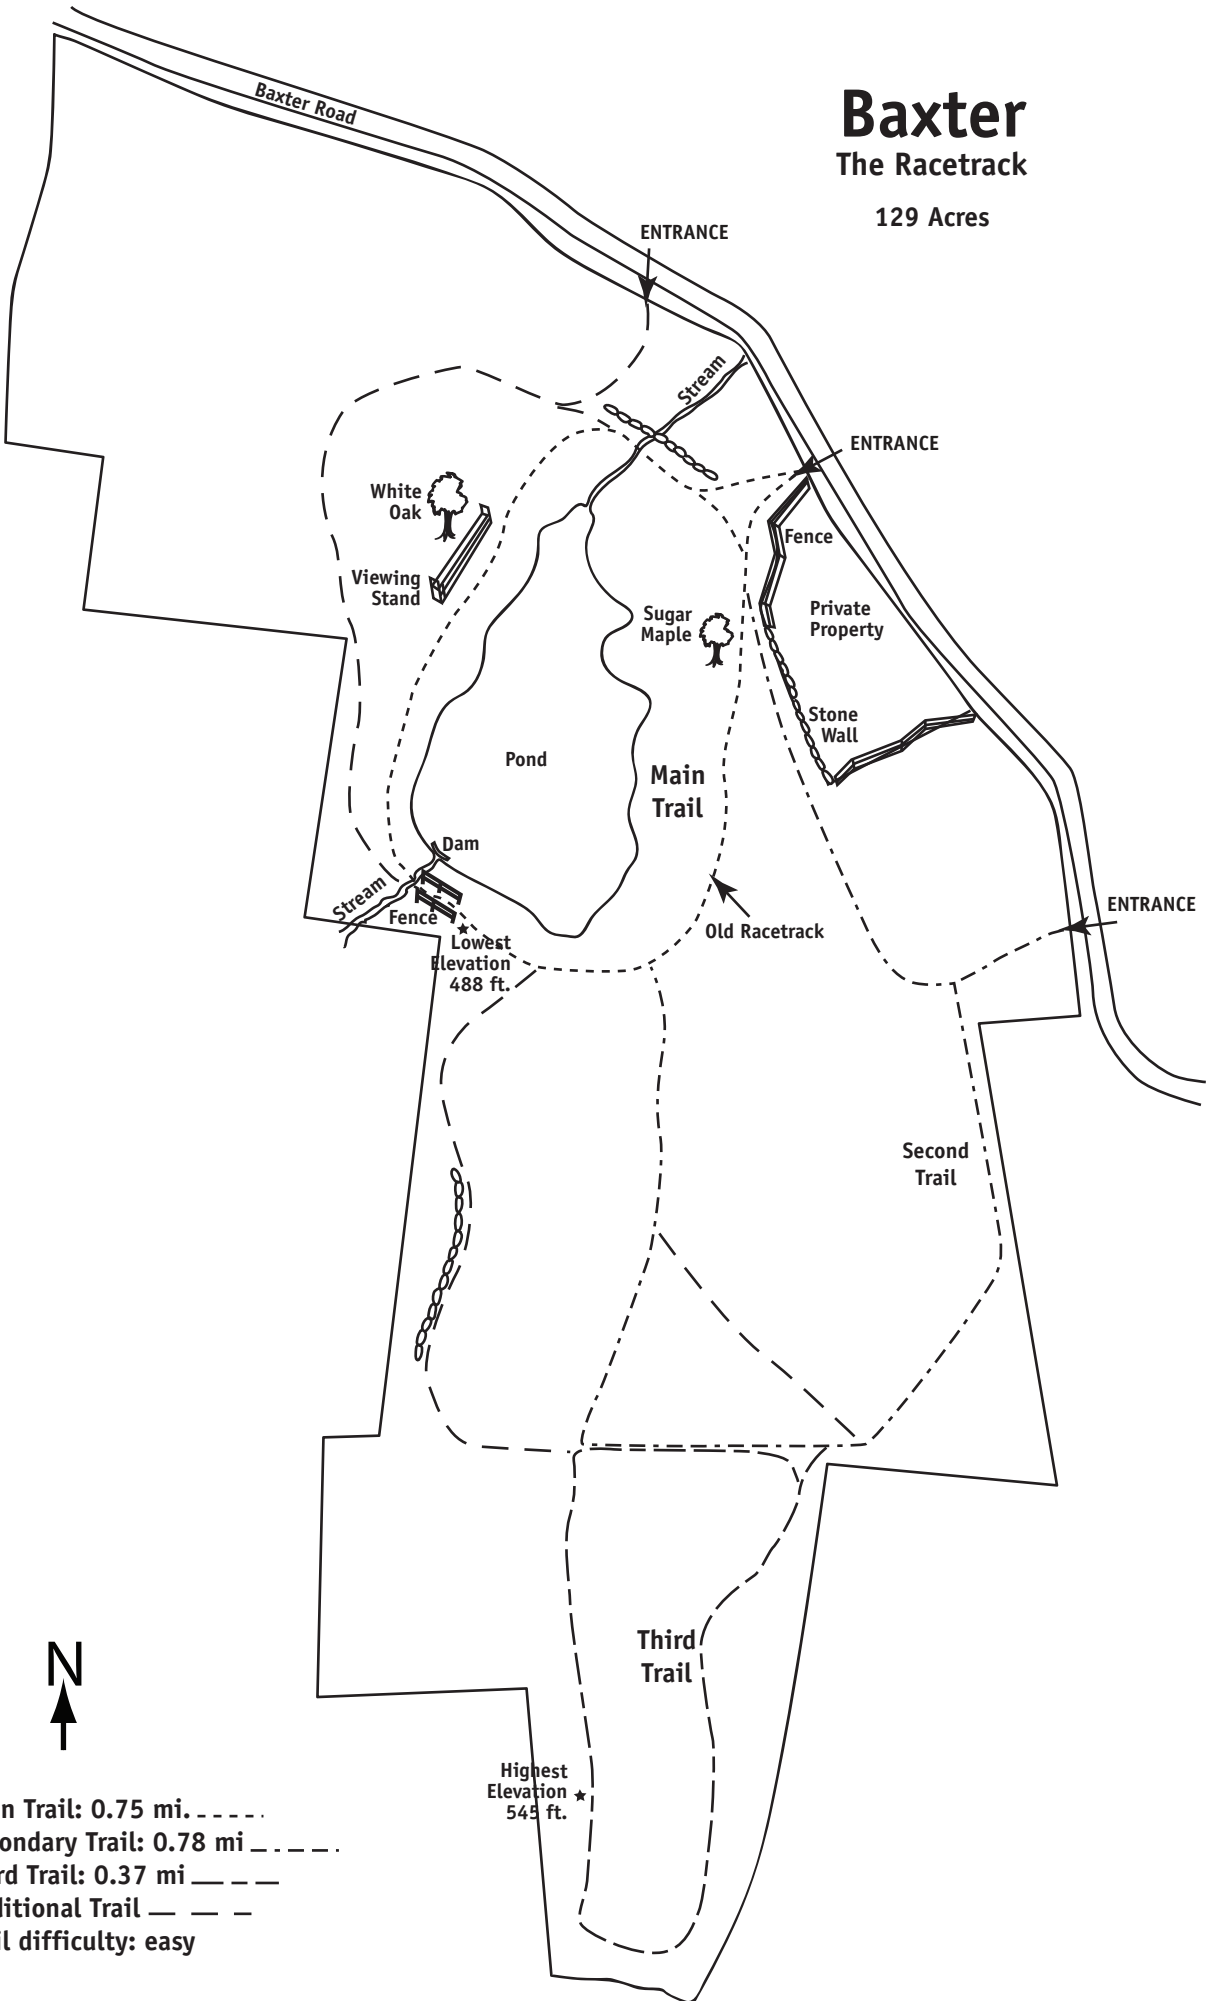 Baxter
The Racetrack
129 Acres
Baxter Road
ENTRANCE
Stream
ENTRANCE
White
Oak
Fence
Viewing
Stand
Sugar
Maple
Private
Property
Stone
Wall
Pond
Main
Trail
Dam
Stream
Fence
ENTRANCE
Old Racetrack
Lowest
Elevation
488 ft.
Second
Trail
Third
Trail
N
Highest
Elevation
545 ft.
n Trail: 0.75 mi.
ondary Trail: 0.78 mi
rd Trail: 0.37 mi
ditional Trail
il difficulty: easy